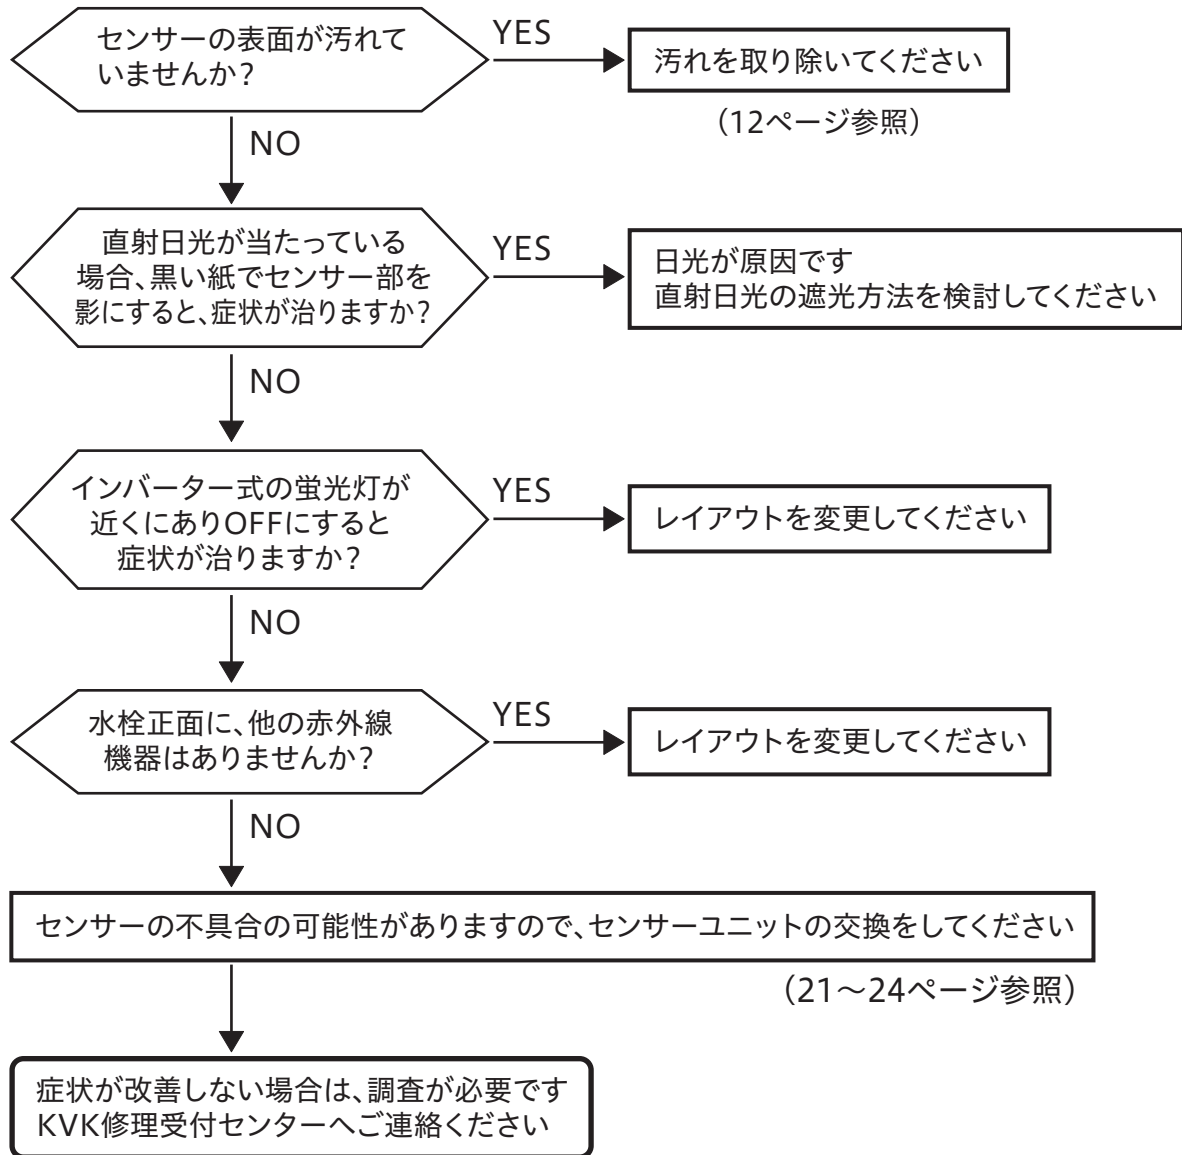 センサーの表面が汚れて
いませんか？
YES
汚れを取り除いてください
（12ページ参照）
NO
直射日光が当たっている
場合、黒い紙でセンサー部を
影にすると、症状が治りますか？
YES
日光が原因です
直射日光の遮光方法を検討してください
NO
インバーター式の蛍光灯が
近くにありOFFにすると
症状が治りますか？
YES
レイアウトを変更してください
NO
水栓正面に、他の赤外線
機器はありませんか？
YES
レイアウトを変更してください
NO
センサーの不具合の可能性がありますので、センサーユニットの交換をしてください
（21～24ページ参照）
症状が改善しない場合は、調査が必要です
KVK修理受付センターへご連絡ください